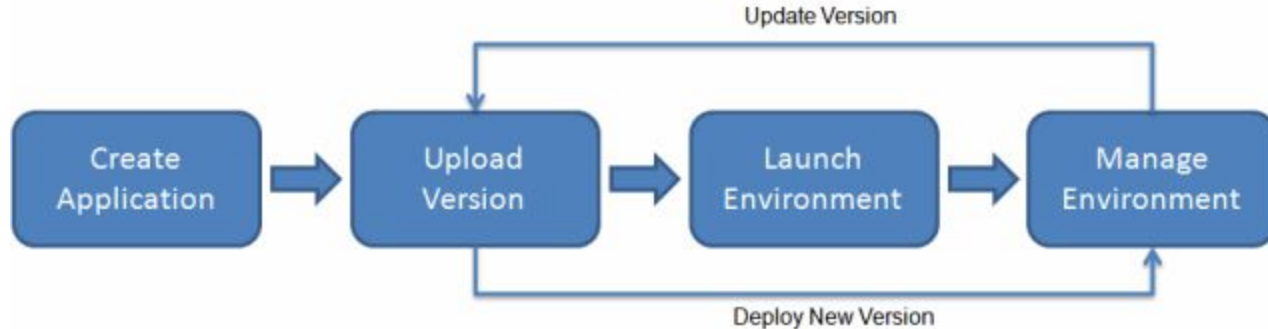 Update Version
Create
Application
Upload
Version
Launch
Environment
Manage
Environment
Deploy New Version